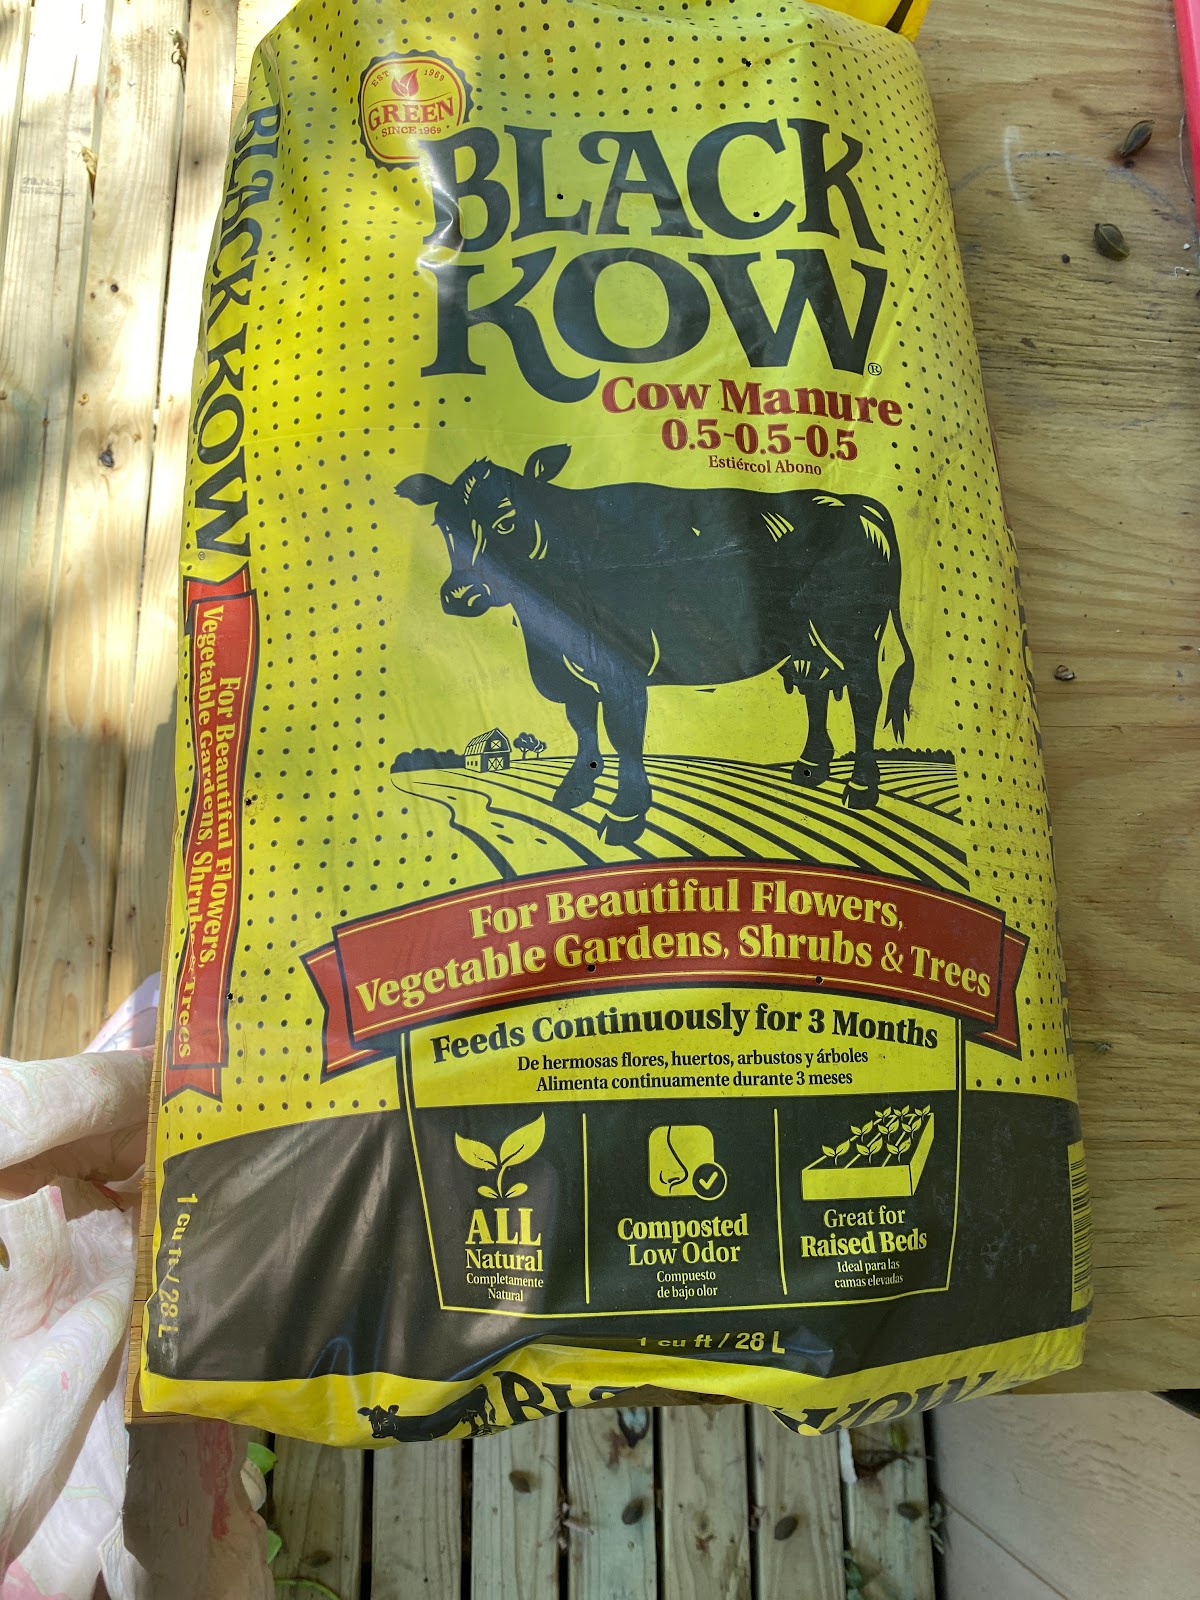 EST 1969
GREEN
SINCE 1969
BLACK
KOW®
Cow Manure
0.5-0.5-0.5
Estiércol Abono
For Beautiful Flowers,
Vegetable Gardens, Shrubs & Trees
Feeds Continuously for 3 Months
De hermosas flores, huertos, arbustos y árboles
Alimenta continuamente durante 3 meses
ALL
Natural
Completamente
Natural
Composted
Low Odor
Compuesto
de bajo olor
Great for
Raised Beds
Ideal para las
camas elevadas
1 cu ft / 28 L
BLACK KOW®
For Beautiful Flowers,
Vegetable Gardens, Shrubs & Trees
1 cu ft / 28 L
KOW